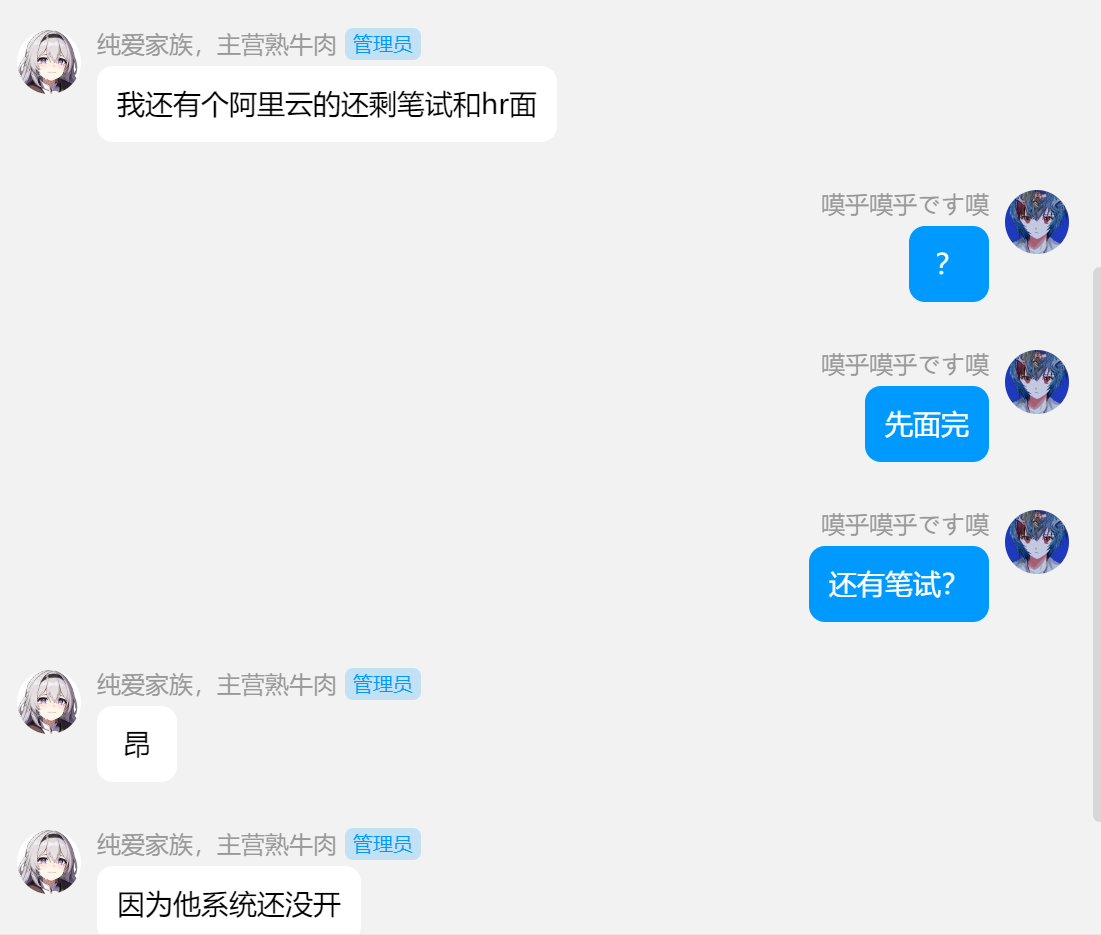 纯爱家族，主营熟牛肉 管理员
我还有个阿里云的还剩笔试和hr面
嗼乎嗼乎です嗼
？
嗼乎嗼乎です嗼
先面完
嗼乎嗼乎です嗼
还有笔试？
纯爱家族，主营熟牛肉 管理员
昂
纯爱家族，主营熟牛肉 管理员
因为他系统还没开